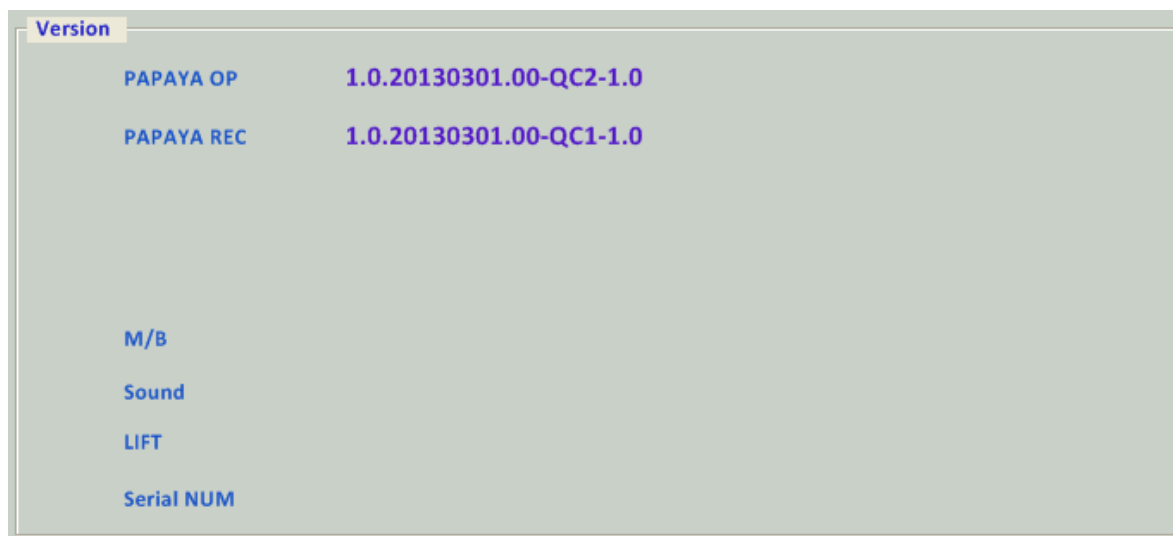 Version
PAPAYA OP 1.0.20130301.00-QC2-1.0
PAPAYA REC 1.0.20130301.00-QC1-1.0
M/B
Sound
LIFT
Serial NUM